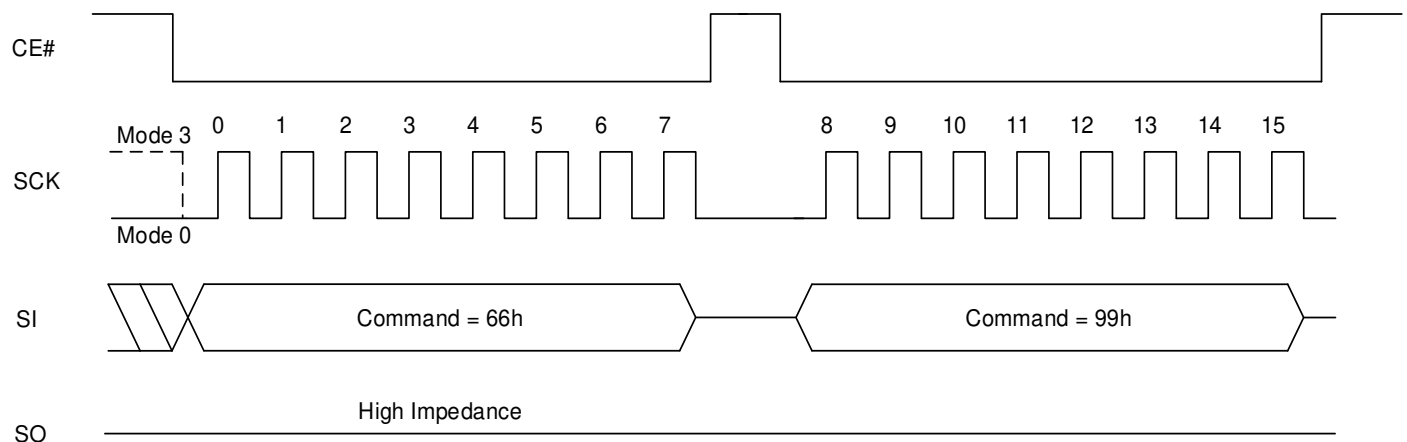 CE#
Mode 3
0 1 2 3 4 5 6 7 8 9 10 11 12 13 14 15
SCK
Mode 0
SI
Command = 66h
Command = 99h
High Impedance
SO